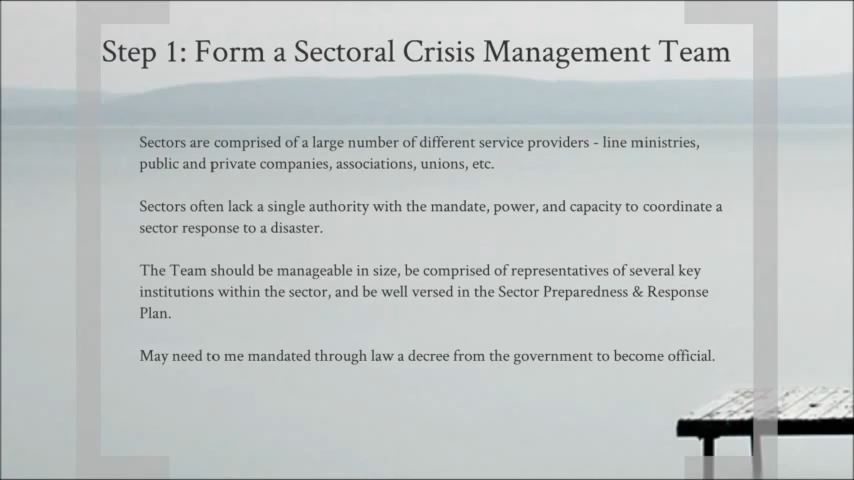 Step 1: Form a Sectoral Crisis Management Team
Sectors are comprised of a large number of different service providers - line ministries,
public and private companies, associations, unions, etc.
Sectors often lack a single authority with the mandate, power, and capacity to coordinate a
sector response to a disaster.
The Team should be manageable in size, be comprised of representatives of several key
institutions within the sector, and be well versed in the Sector Preparedness & Response
Plan.
May need to me mandated through law a decree from the government to become official.